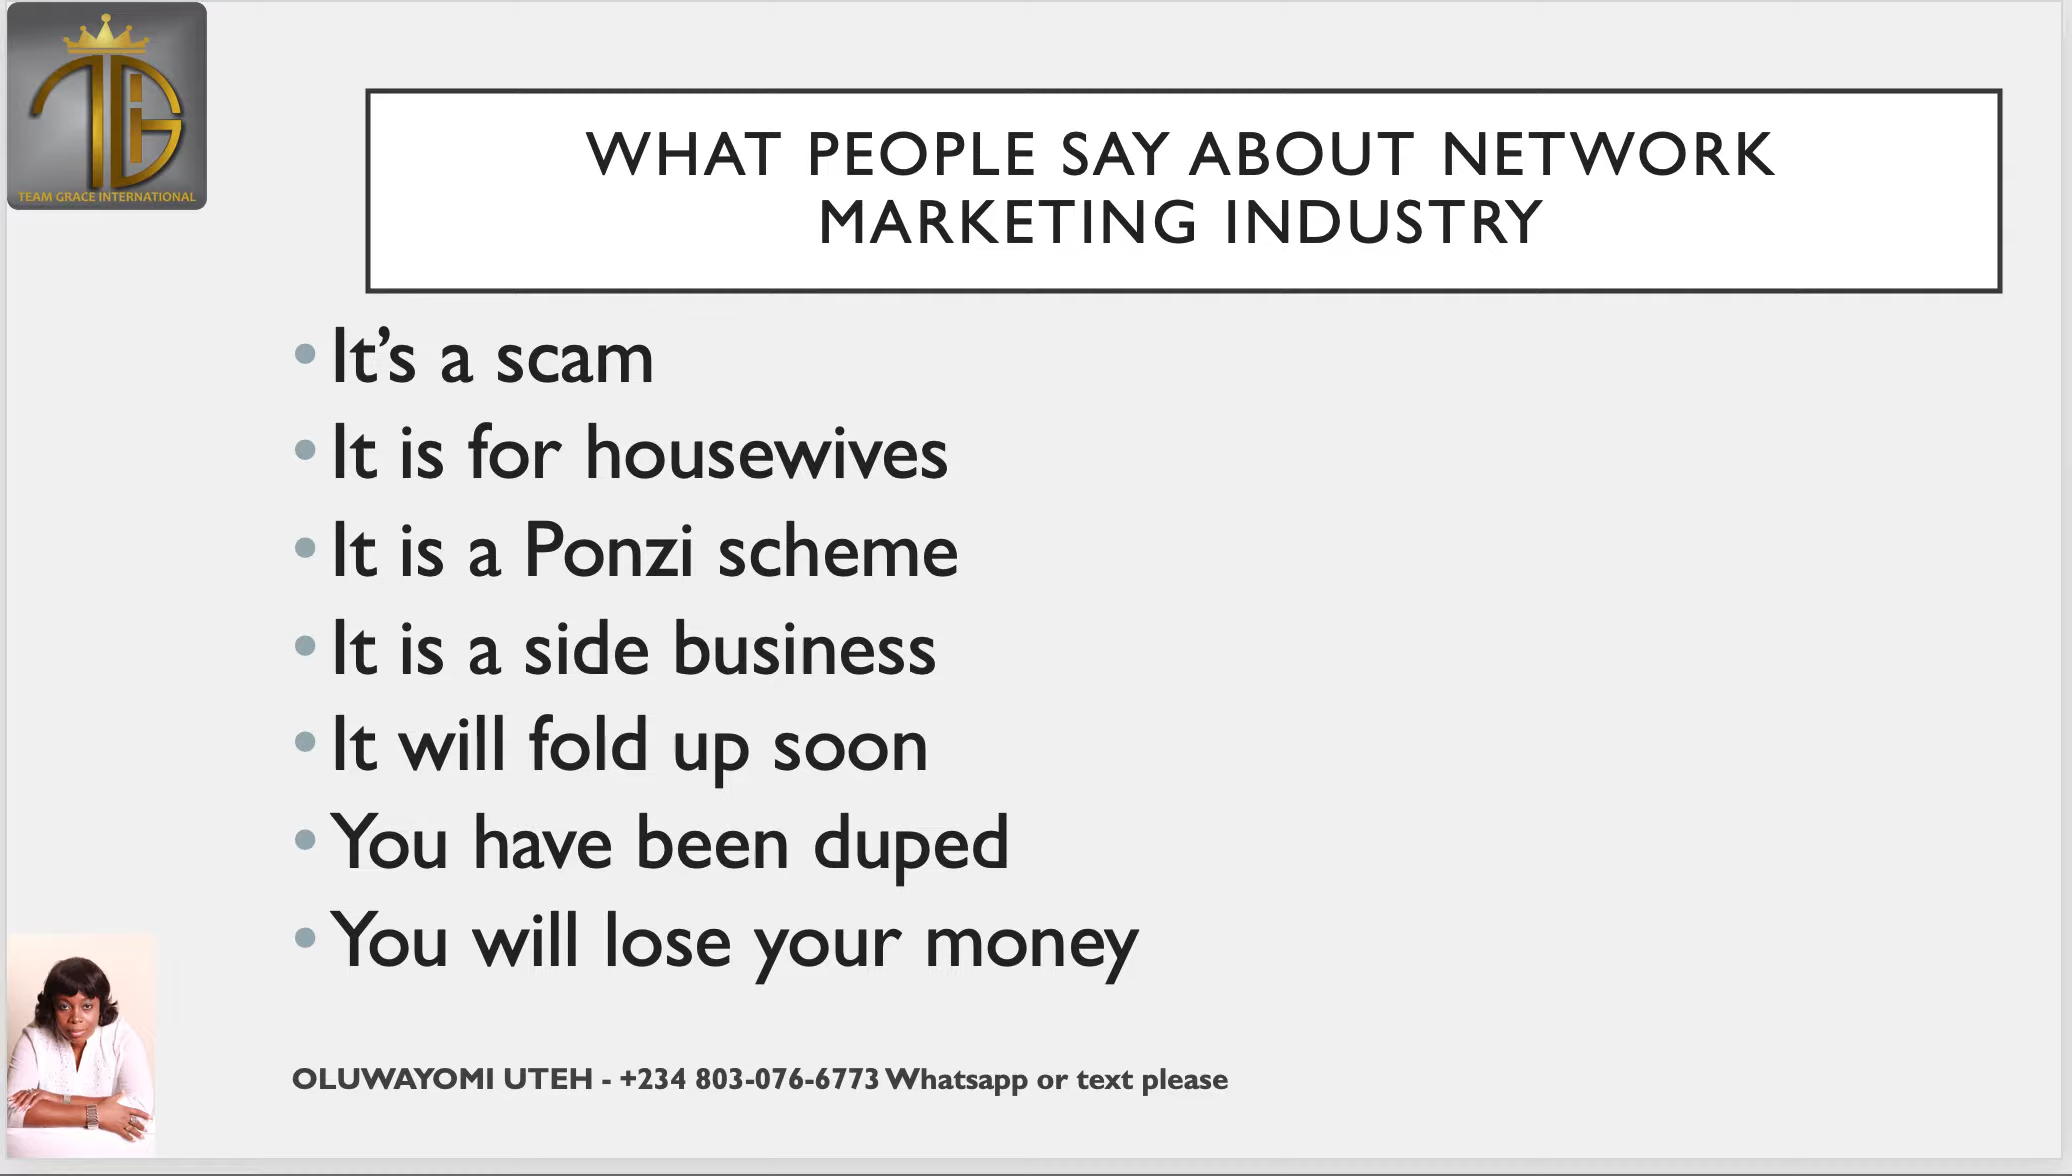 TEAM GRACE INTERNATIONAL
WHAT PEOPLE SAY ABOUT NETWORK
MARKETING INDUSTRY
• It’s a scam
• It is for housewives
• It is a Ponzi scheme
• It is a side business
• It will fold up soon
• You have been duped
• You will lose your money
OLUWAYOMI UTEH - +234 803-076-6773 Whatsapp or text please